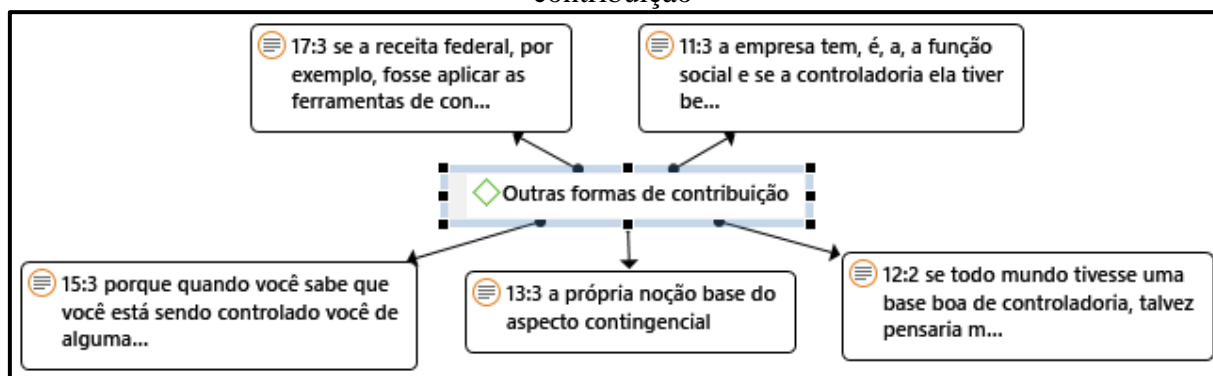 contribuição
17:3 se a receita federal, por
exemplo, fosse aplicar as
ferramentas de con...
11:3 a empresa tem, é, a, a função
social e se a controladoria ela tiver
be...
Outras formas de contribuição
15:3 porque quando você sabe que
você está sendo controlado você de
alguma...
13:3 a própria noção base do
aspecto contingencial
12:2 se todo mundo tivesse uma
base boa de controladoria, talvez
pensaria m...